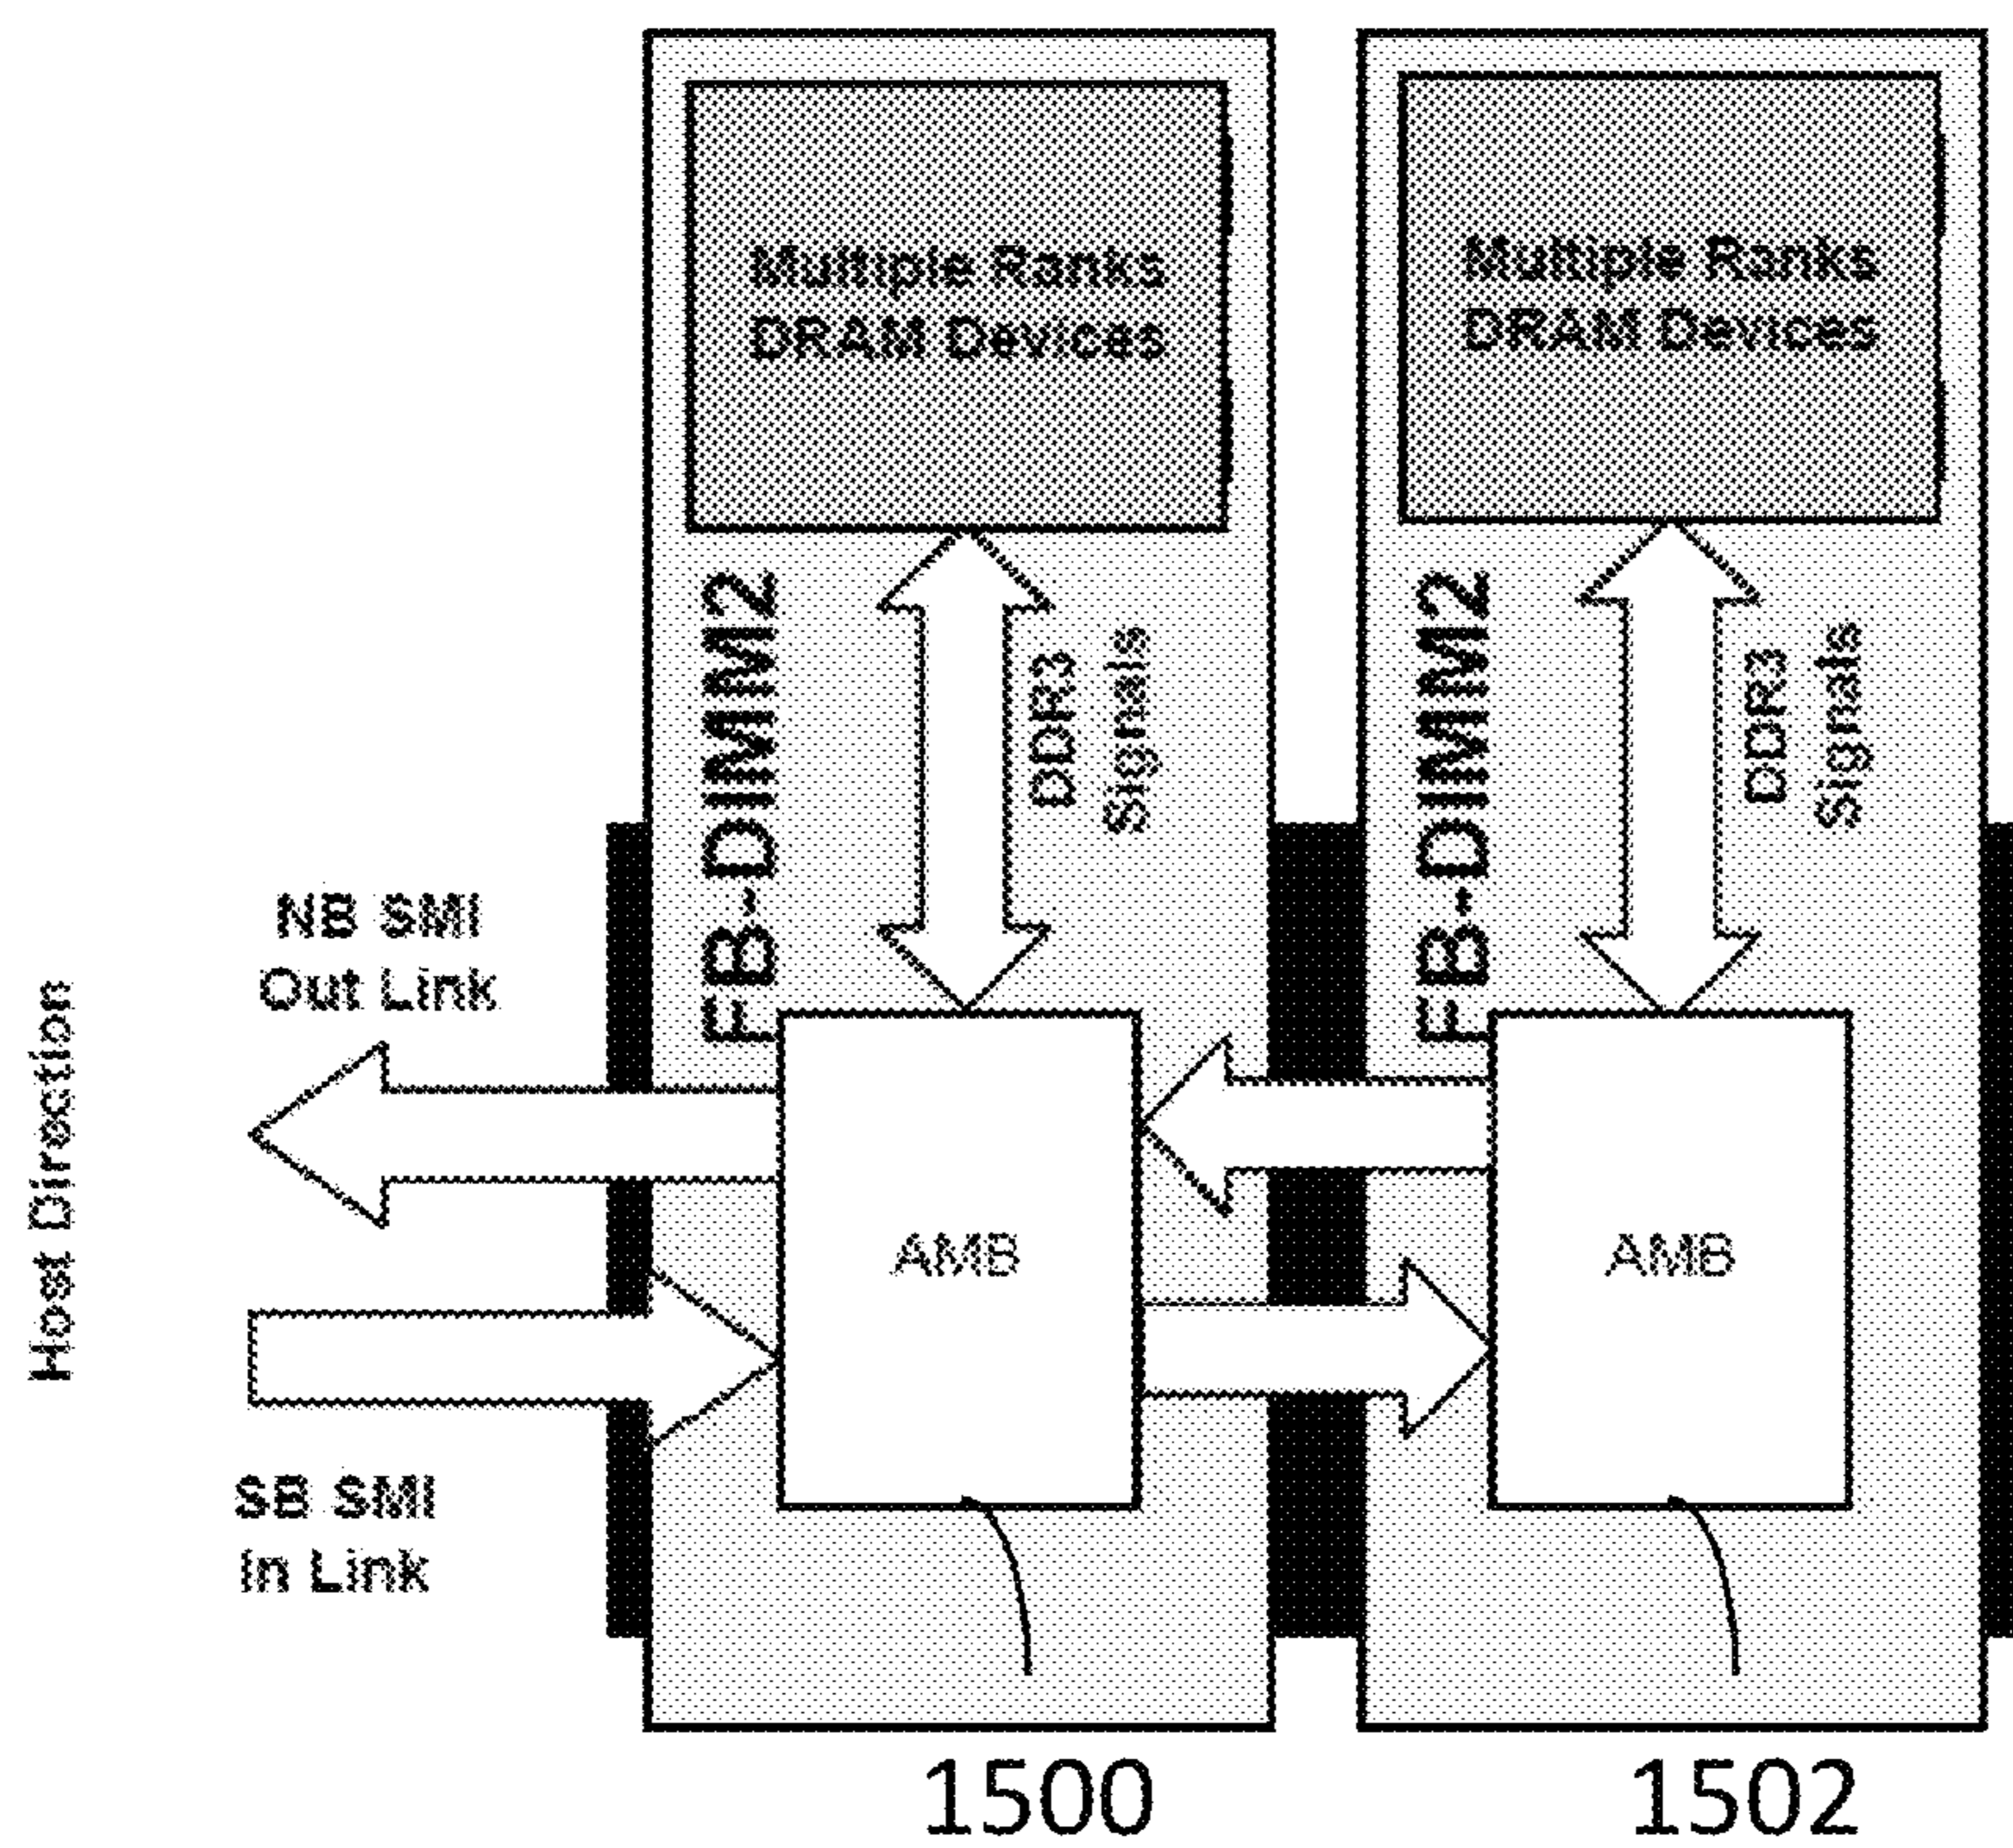 Multiple Ranks
DRAM Devices
Multiple Ranks
DRAM Devices
FB-DIMM2
DDR3
Signals
FB-DIMM2
DDR3
Signals
NB SMI
Out Link
Host Direction
AMB
AMB
SB SMI
In Link
1500
1502